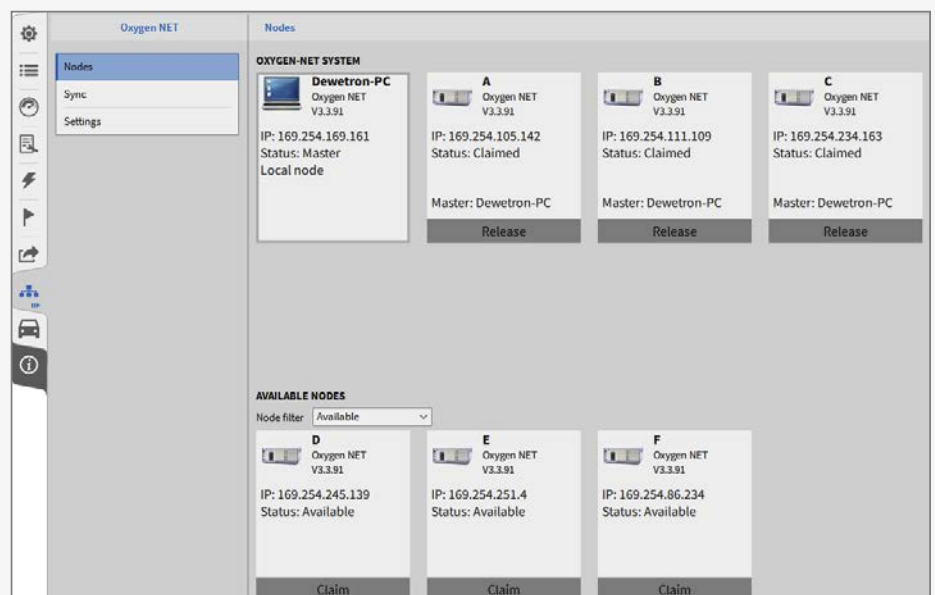 Oxygen NET
Nodes
Nodes
Sync
Settings
OXYGEN-NET SYSTEM
Dewetron-PC
Oxygen NET
V3.3.91
IP: 169.254.169.161
Status: Master
Local node
A
Oxygen NET
V3.3.91
IP: 169.254.105.142
Status: Claimed
Master: Dewetron-PC
Release
B
Oxygen NET
V3.3.91
IP: 169.254.111.109
Status: Claimed
Master: Dewetron-PC
Release
C
Oxygen NET
V3.3.91
IP: 169.254.234.163
Status: Claimed
Master: Dewetron-PC
Release
AVAILABLE NODES
Node filter Available
D
Oxygen NET
V3.3.91
IP: 169.254.245.139
Status: Available
Claim
E
Oxygen NET
V3.3.91
IP: 169.254.251.4
Status: Available
Claim
F
Oxygen NET
V3.3.91
IP: 169.254.86.234
Status: Available
Claim